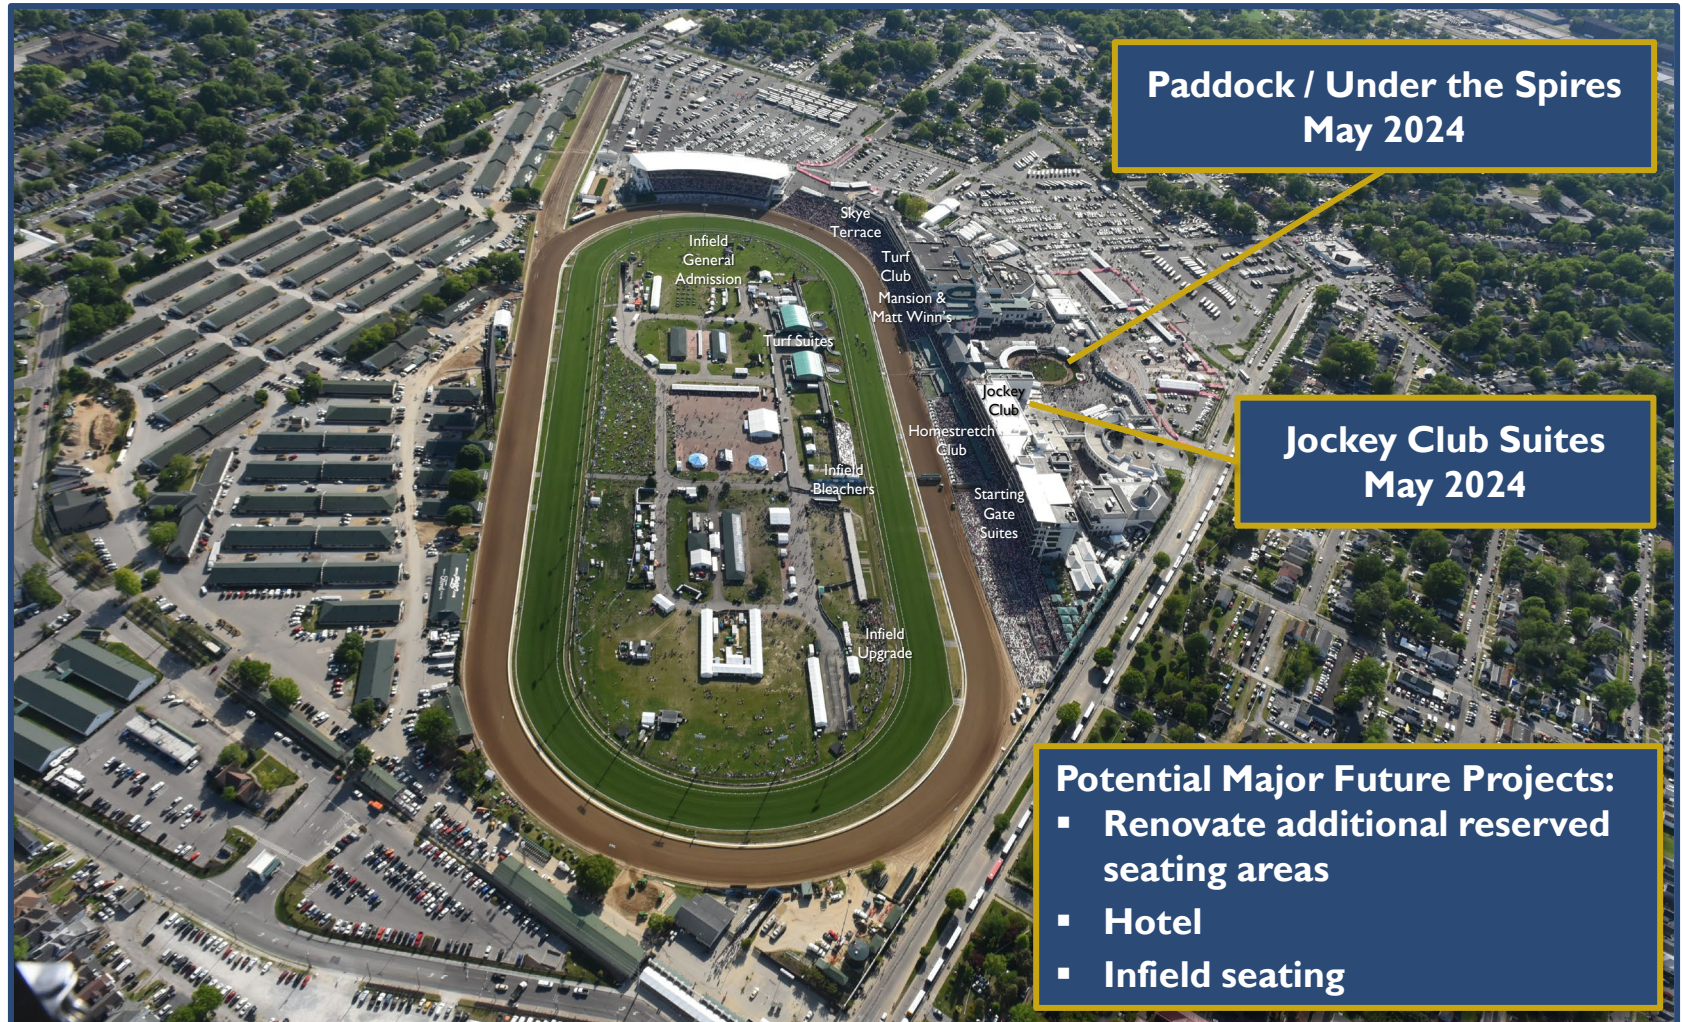 Paddock / Under the Spires
May 2024
Skye
Terrace
Infield
General
Admission
Turf
Club
Mansion &
Matt Winn's
Turf Suites
Jockey
Club
Homestretch
Club
Jockey Club Suites
May 2024
Infield
Bleachers
Starting
Gate
Suites
Infield
Upgrade
Potential Major Future Projects:
▪ Renovate additional reserved
seating areas
▪ Hotel
▪ Infield seating